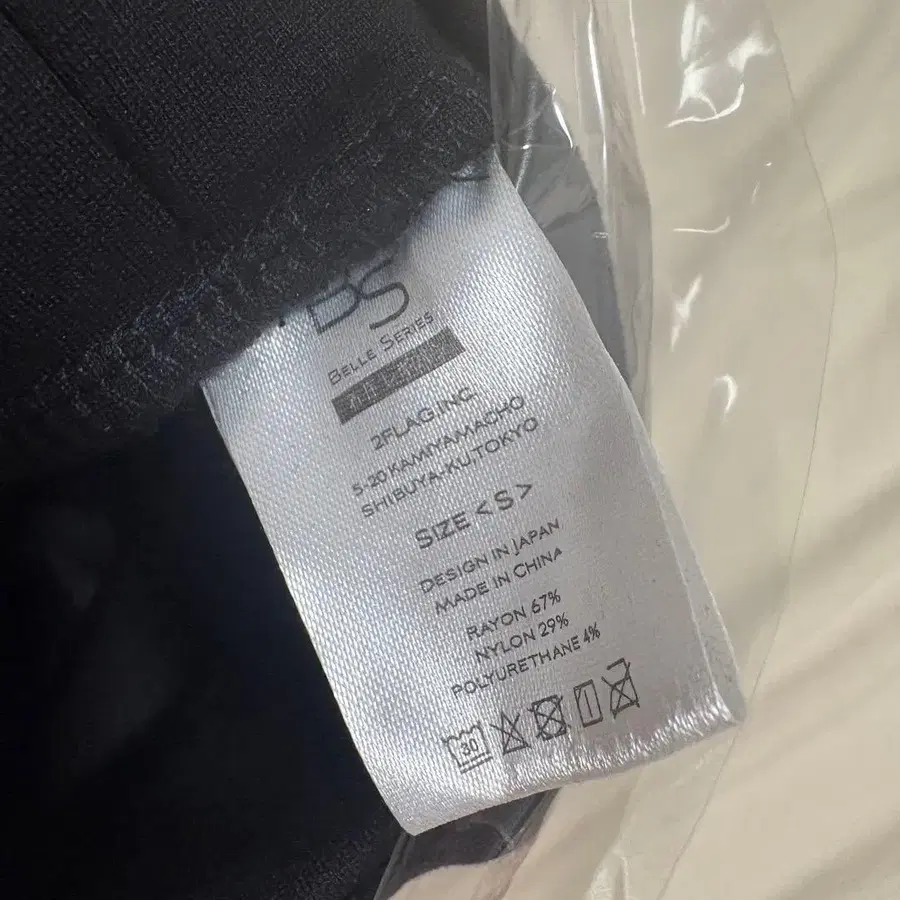 BS
BELLE SERIES
2FLAG INC.
5-20 KAMIYAMACHO
SHIBUYA-KU TOKYO
SIZE < S >
DESIGN IN JAPAN
MADE IN CHINA
RAYON 67%
NYLON 29%
POLYURETHANE 4%
30